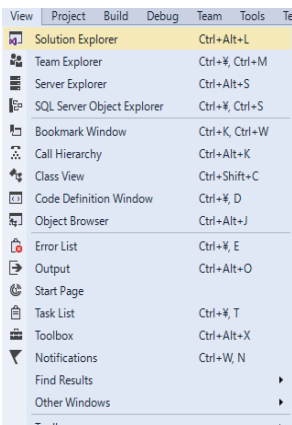 View Project Build Debug Team Tools Te
Solution Explorer Ctrl+Alt+L
Team Explorer Ctrl+¥, Ctrl+M
Server Explorer Ctrl+Alt+S
SQL Server Object Explorer Ctrl+¥, Ctrl+S
Bookmark Window Ctrl+K, Ctrl+W
Call Hierarchy Ctrl+Alt+K
Class View Ctrl+Shift+C
Code Definition Window Ctrl+¥, D
Object Browser Ctrl+Alt+J
Error List Ctrl+¥, E
Output Ctrl+Alt+O
Start Page
Task List Ctrl+¥, T
Toolbox Ctrl+Alt+X
Notifications Ctrl+W, N
Find Results
Other Windows